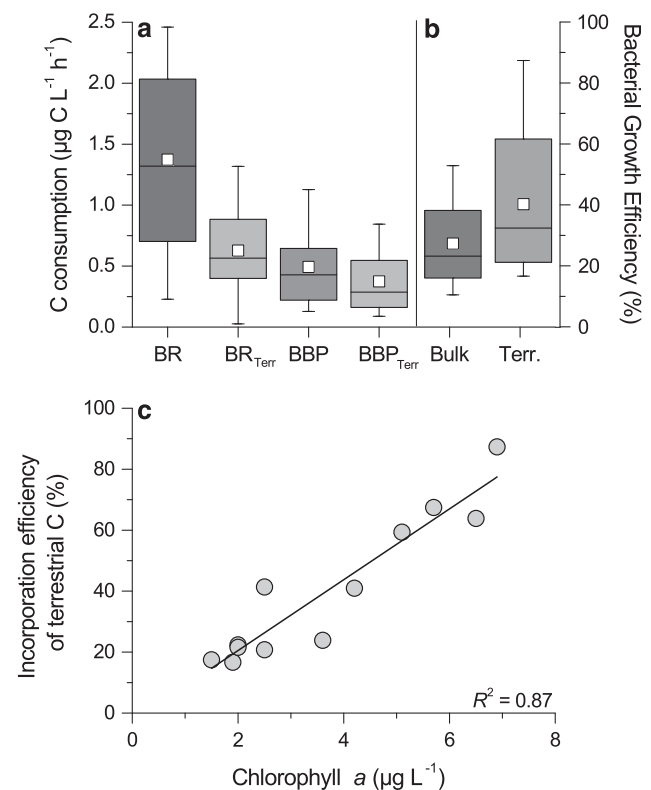 a
b
C consumption (µg C L⁻¹ h⁻¹)
2.5
2.0
1.5
1.0
0.5
0.0
100
80
60
40
20
0
Bacterial Growth Efficiency (%)
BR BR_Terr BBP BBP_Terr Bulk Terr.
c
Incorporation efficiency
of terrestrial C (%)
100
80
60
40
20
0
R² = 0.87
0 2 4 6 8
Chlorophyll a (µg L⁻¹)